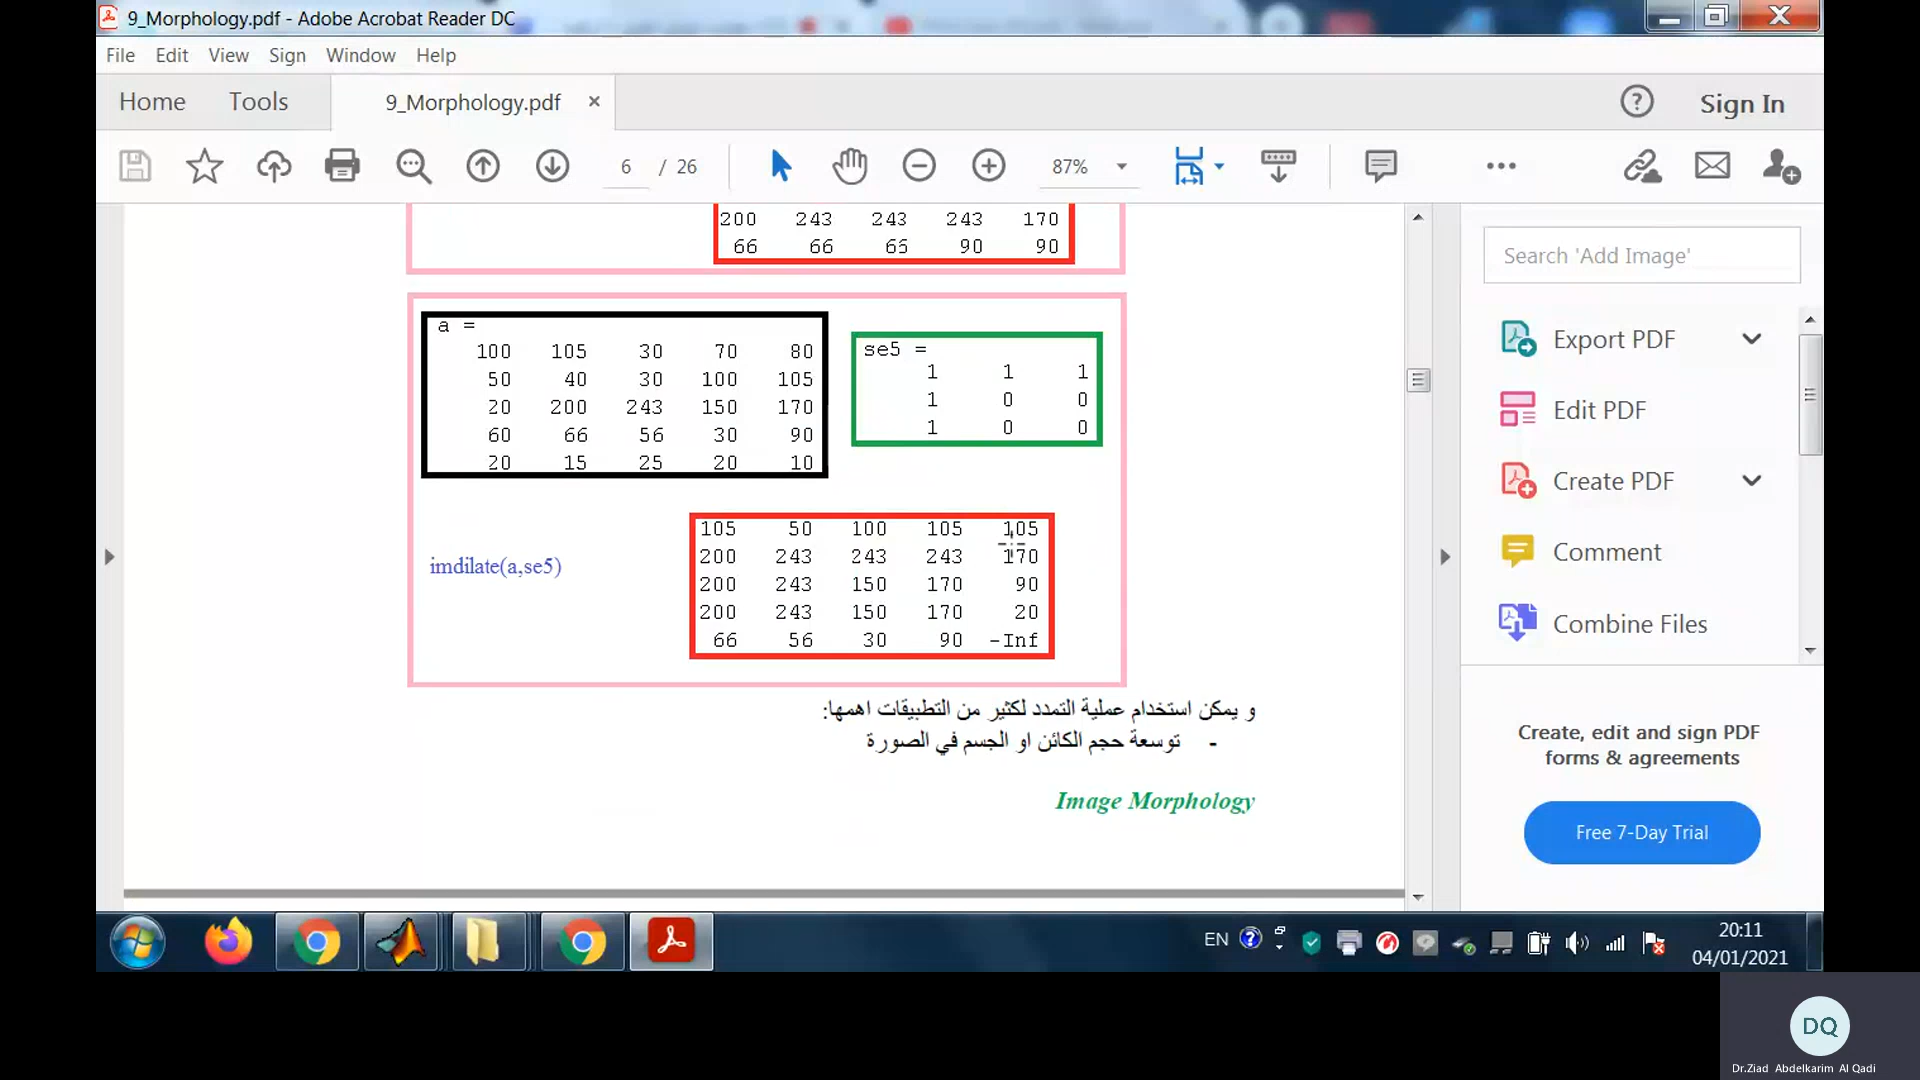 9_Morphology.pdf - Adobe Acrobat Reader DC
File Edit View Sign Window Help
Home Tools 9_Morphology.pdf × ? Sign In
6 / 26 87%
200 243 243 243 170
66 66 65 90 90
a =
100 105 30 70 80
50 40 30 100 105
20 200 243 150 170
60 66 56 30 90
20 15 25 20 10
se5 =
1 1 1
1 0 0
1 0 0
imdilate(a,se5)
105 50 100 105 105
200 243 243 243 170
200 243 150 170 90
200 243 150 170 20
66 56 30 90 -Inf
و يمكن استخدام عملية التمدد لكثير من التطبيقات اهمها:
- توسعة حجم الكائن او الجسم في الصورة
Image Morphology
Search 'Add Image'
Export PDF
Edit PDF
Create PDF
Comment
Combine Files
Create, edit and sign PDF
forms & agreements
Free 7-Day Trial
EN
20:11
04/01/2021
DQ
Dr.Ziad Abdelkarim Al Qadi